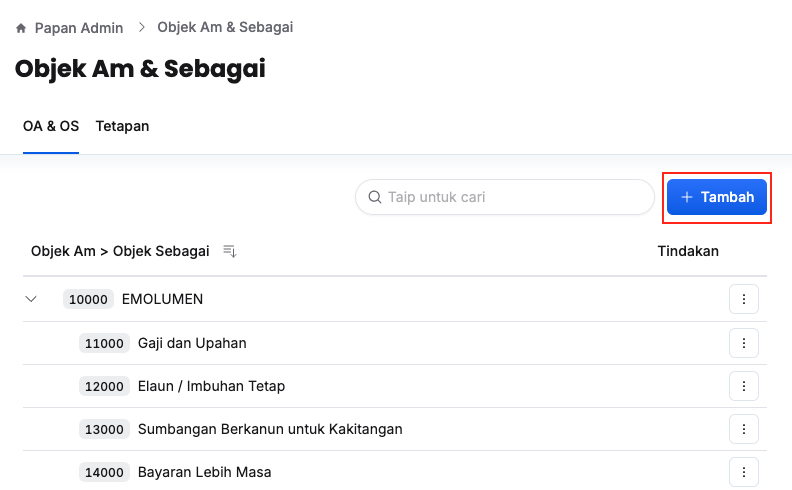 Papan Admin > Objek Am & Sebagai
Objek Am & Sebagai
OA & OS Tetapan
Taip untuk cari + Tambah
Objek Am > Objek Sebagai Tindakan
10000 EMOLUMEN
11000 Gaji dan Upahan
12000 Elaun / Imbuhan Tetap
13000 Sumbangan Berkanun untuk Kakitangan
14000 Bayaran Lebih Masa